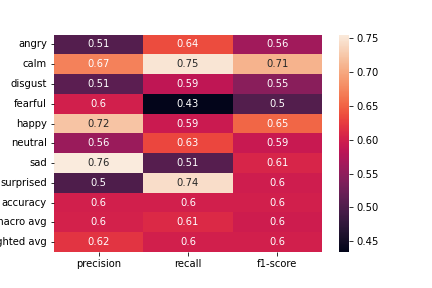 angry 0.51 0.64 0.56
calm 0.67 0.75 0.71
disgust 0.51 0.59 0.55
fearful 0.6 0.43 0.5
happy 0.72 0.59 0.65
neutral 0.56 0.63 0.59
sad 0.76 0.51 0.61
surprised 0.5 0.74 0.6
accuracy 0.6 0.6 0.6
acro avg 0.6 0.61 0.6
ghted avg 0.62 0.6 0.6
precision recall f1-score
0.75
0.70
0.65
0.60
0.55
0.50
0.45